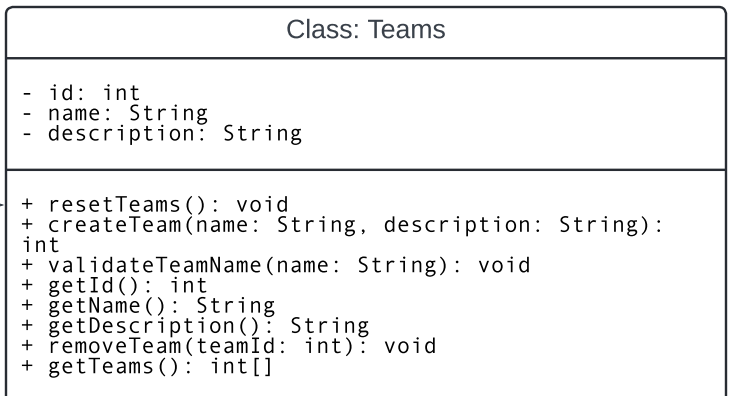 Class: Teams
- id: int
- name: String
- description: String
+ resetTeams(): void
+ createTeam(name: String, description: String):
int
+ validateTeamName(name: String): void
+ getId(): int
+ getName(): String
+ getDescription(): String
+ removeTeam(teamId: int): void
+ getTeams(): int[]